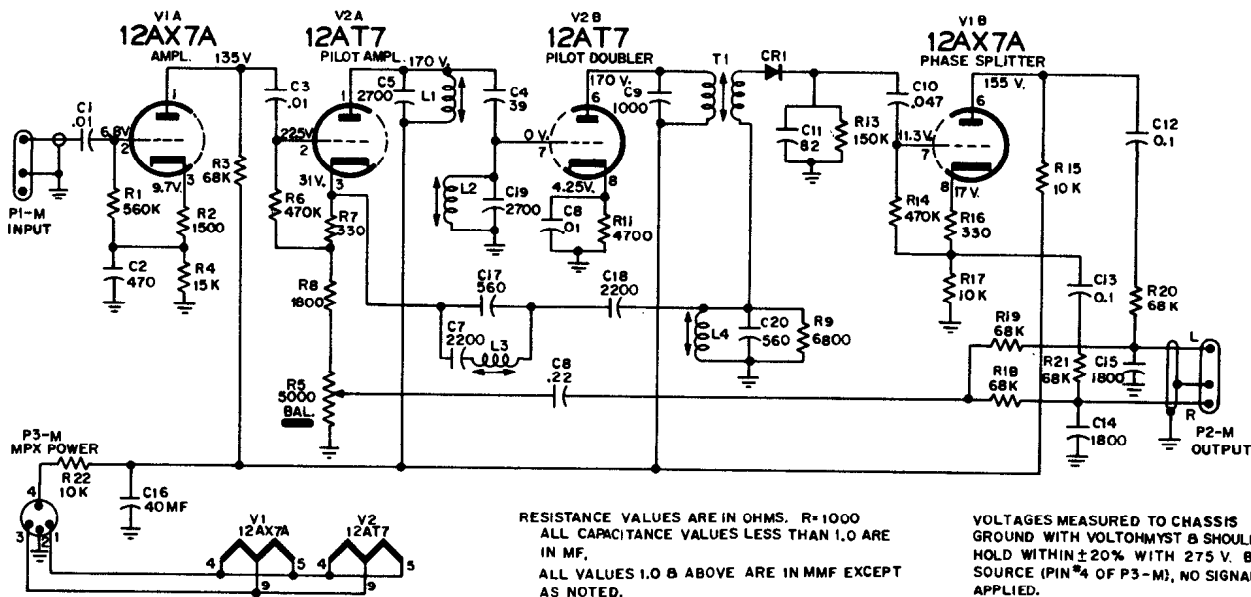 V1A
12AX7A
AMPL.
135V
V2A
12AT7
PILOT AMPL.
170 V.
V2B
12AT7
PILOT DOUBLER
170 V.
T1
CR1
V1B
12AX7A
PHASE SPLITTER
155 V.
C1
.01
6.8V
1
2
3
9.7V.
R1
560K
R2
1500
R3
68K
C2
470
R4
15K
P1-M
INPUT
C3
.01
22.5V
1
2
3
31V.
R6
470K
R7
330
R8
1800
R5
5000
BAL.
C5
2700
L1
C4
39
0 V.
7
6
8
4.25V.
L2
C19
2700
C8
.01
R11
4700
C9
1000
C11
82
R13
150K
C10
.047
11.3V.
7
6
8
17V.
R14
470K
R16
330
R17
10K
R15
10K
C12
0.1
C13
0.1
R20
68K
C17
560
C18
2200
C7
2200
L3
L4
C20
560
R9
6800
C8
.22
R19
68K
R18
68K
R21
68K
C15
1800
C14
1800
L
R
P2-M
OUTPUT
P3-M
MPX POWER
R22
10K
4
3
2
1
C16
40MF
V1
12AX7A
4
5
9
V2
12AT7
4
5
9
RESISTANCE VALUES ARE IN OHMS. R=1000
ALL CAPACITANCE VALUES LESS THAN 1.0 ARE
IN MF.
ALL VALUES 1.0 & ABOVE ARE IN MMF EXCEPT
AS NOTED.
VOLTAGES MEASURED TO CHASSIS
GROUND WITH VOLTOHMYST & SHOUL
HOLD WITHIN ±20% WITH 275 V. B
SOURCE (PIN #4 OF P3-M), NO SIGNA
APPLIED.